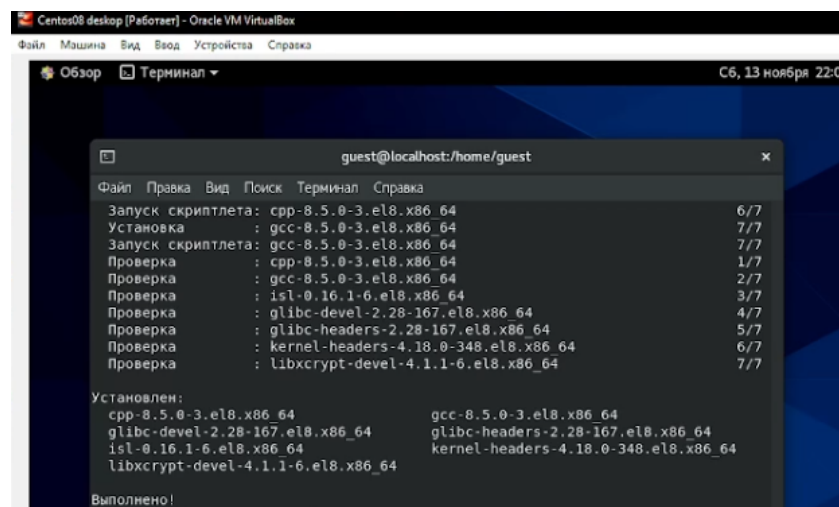 Centos08 deskop [Работает] - Oracle VM VirtualBox
Файл Машина Вид Ввод Устройства Справка
Обзор Терминал Сб, 13 ноября 22:0
guest@localhost:/home/guest ×
Файл Правка Вид Поиск Терминал Справка
Запуск скриптлета: cpp-8.5.0-3.el8.x86_64 6/7
Установка : gcc-8.5.0-3.el8.x86_64 7/7
Запуск скриптлета: gcc-8.5.0-3.el8.x86_64 7/7
Проверка : cpp-8.5.0-3.el8.x86_64 1/7
Проверка : gcc-8.5.0-3.el8.x86_64 2/7
Проверка : isl-0.16.1-6.el8.x86_64 3/7
Проверка : glibc-devel-2.28-167.el8.x86_64 4/7
Проверка : glibc-headers-2.28-167.el8.x86_64 5/7
Проверка : kernel-headers-4.18.0-348.el8.x86_64 6/7
Проверка : libxcrypt-devel-4.1.1-6.el8.x86_64 7/7
Установлен:
cpp-8.5.0-3.el8.x86_64 gcc-8.5.0-3.el8.x86_64
glibc-devel-2.28-167.el8.x86_64 glibc-headers-2.28-167.el8.x86_64
isl-0.16.1-6.el8.x86_64 kernel-headers-4.18.0-348.el8.x86_64
libxcrypt-devel-4.1.1-6.el8.x86_64
Выполнено!